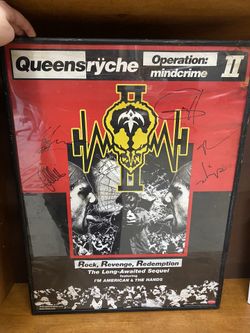 Queensrÿche
Operation:
mindcrime
II
Rock, Revenge, Redemption
The Long-Awaited Sequel
featuring
I'M AMERICAN & THE HANDS